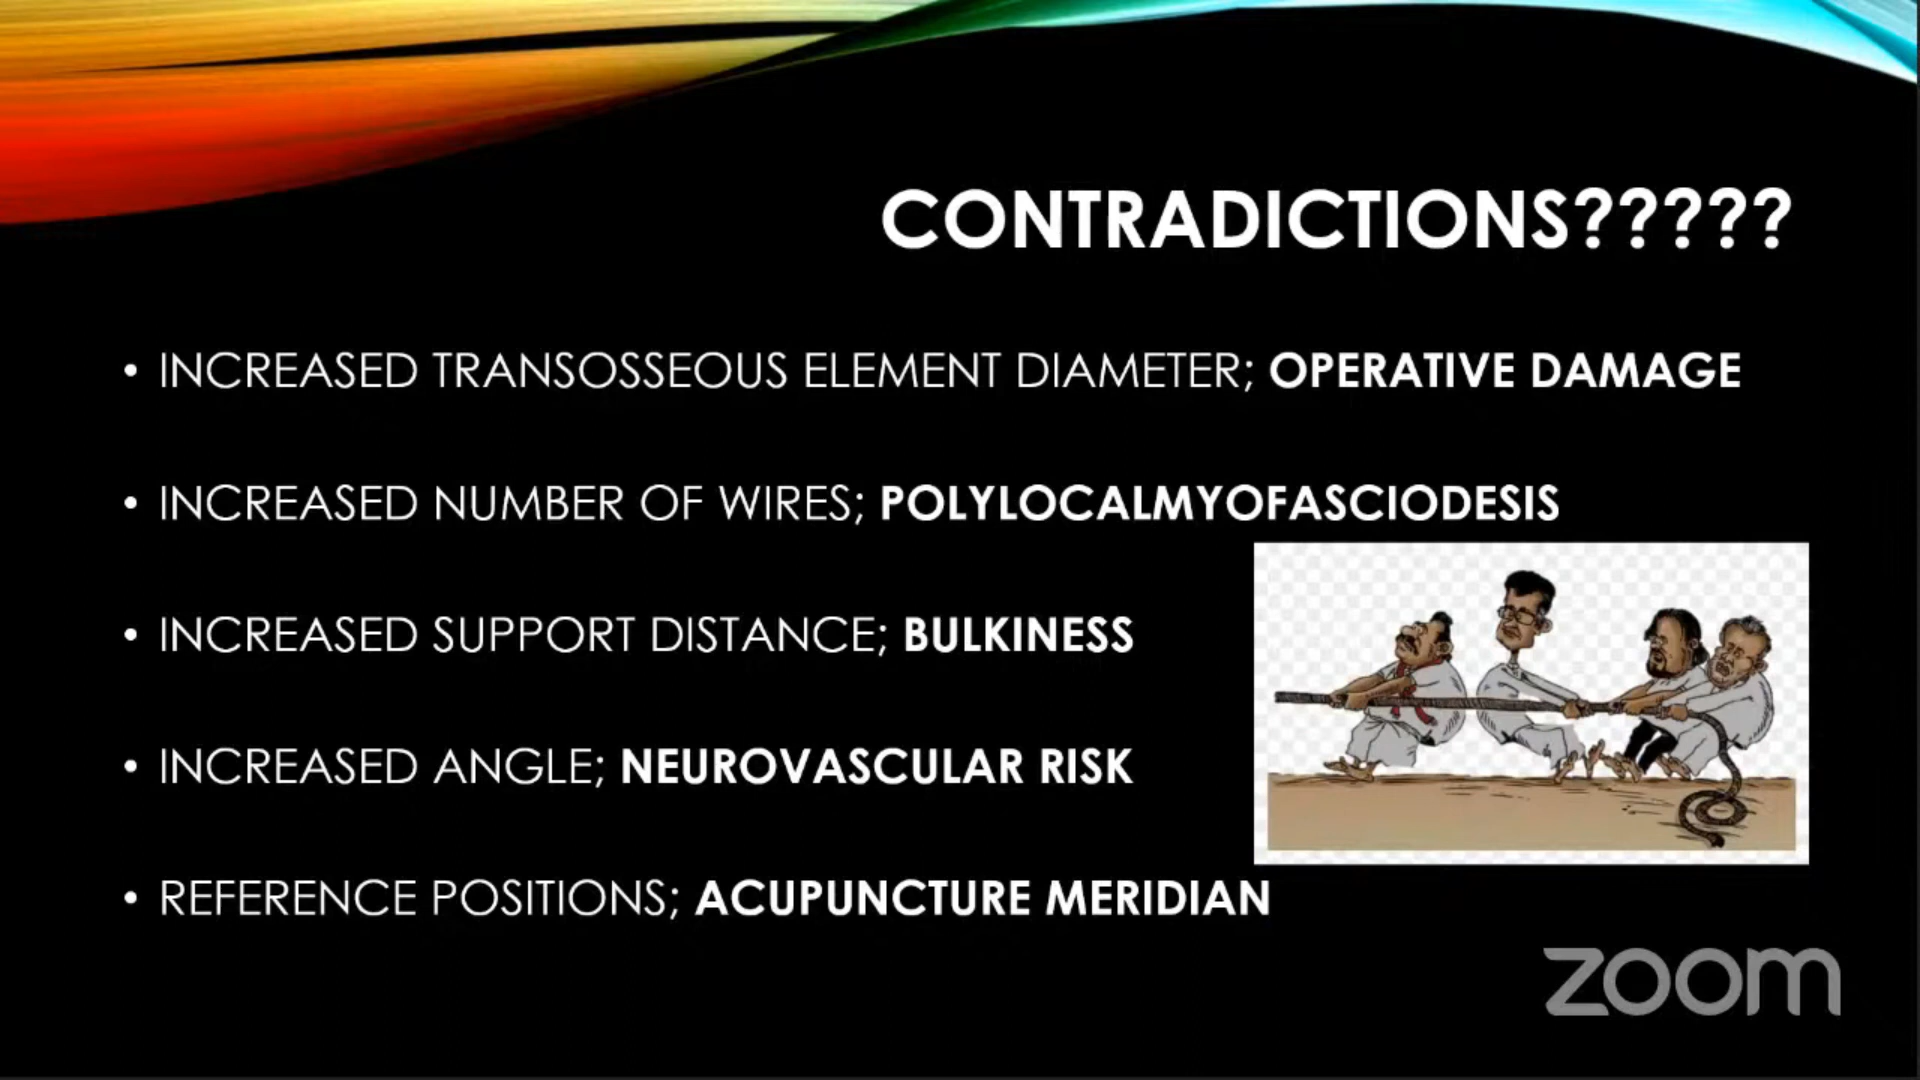 CONTRADICTIONS?????
• INCREASED TRANSOSSEOUS ELEMENT DIAMETER; OPERATIVE DAMAGE
• INCREASED NUMBER OF WIRES; POLYLOCALMYOFASCIODESIS
• INCREASED SUPPORT DISTANCE; BULKINESS
• INCREASED ANGLE; NEUROVASCULAR RISK
• REFERENCE POSITIONS; ACUPUNCTURE MERIDIAN
zoom